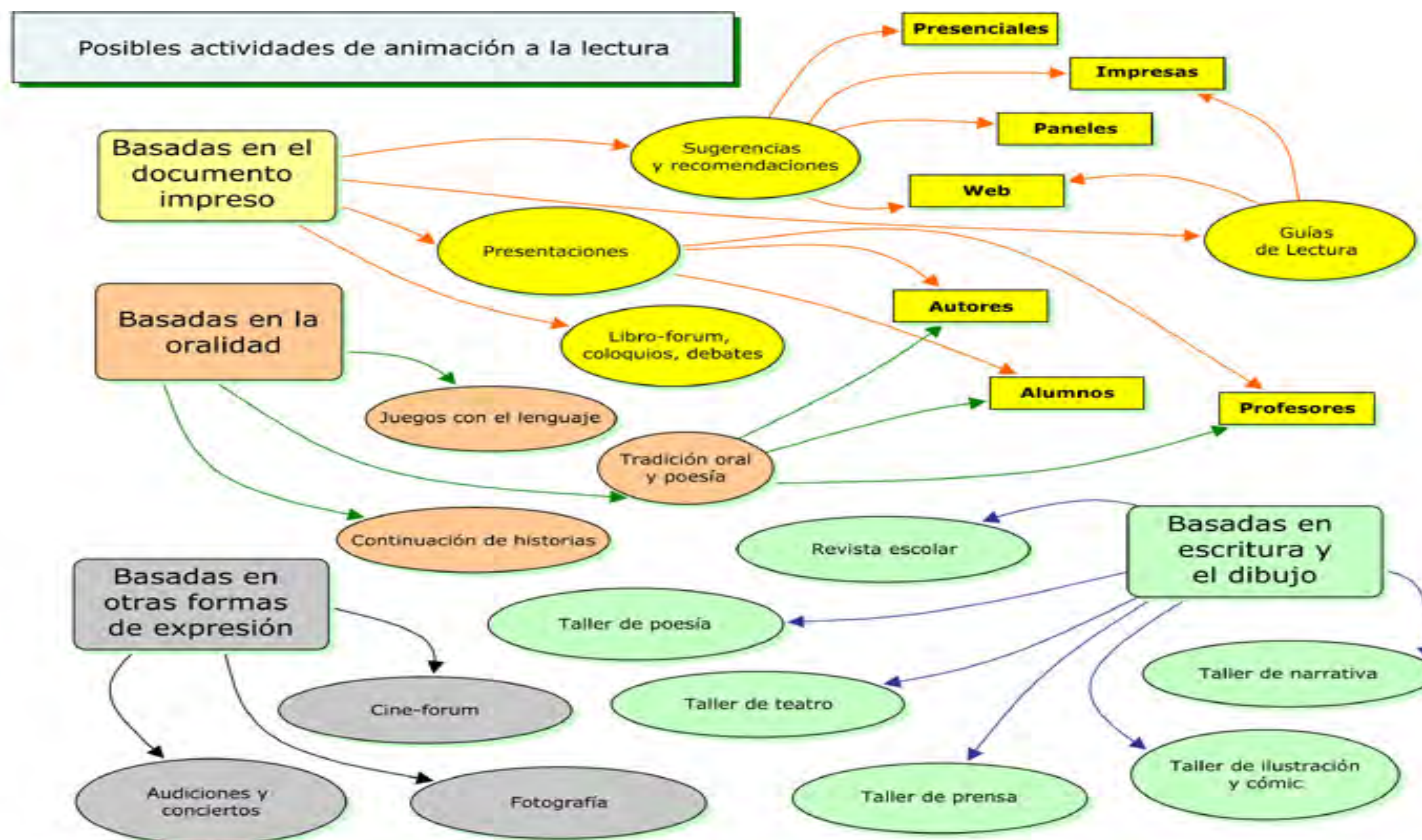 Posibles actividades de animación a la lectura
Presenciales
Impresas
Paneles
Web
Sugerencias
y recomendaciones
Basadas en el
documento
impreso
Guías
de Lectura
Presentaciones
Autores
Libro-forum,
coloquios, debates
Alumnos
Profesores
Basadas en la
oralidad
Juegos con el lenguaje
Tradición oral
y poesía
Continuación de historias
Basadas en
escritura y
el dibujo
Revista escolar
Taller de poesía
Taller de teatro
Taller de narrativa
Taller de ilustración
y cómic
Taller de prensa
Basadas en
otras formas
de expresión
Cine-forum
Audiciones y
conciertos
Fotografía